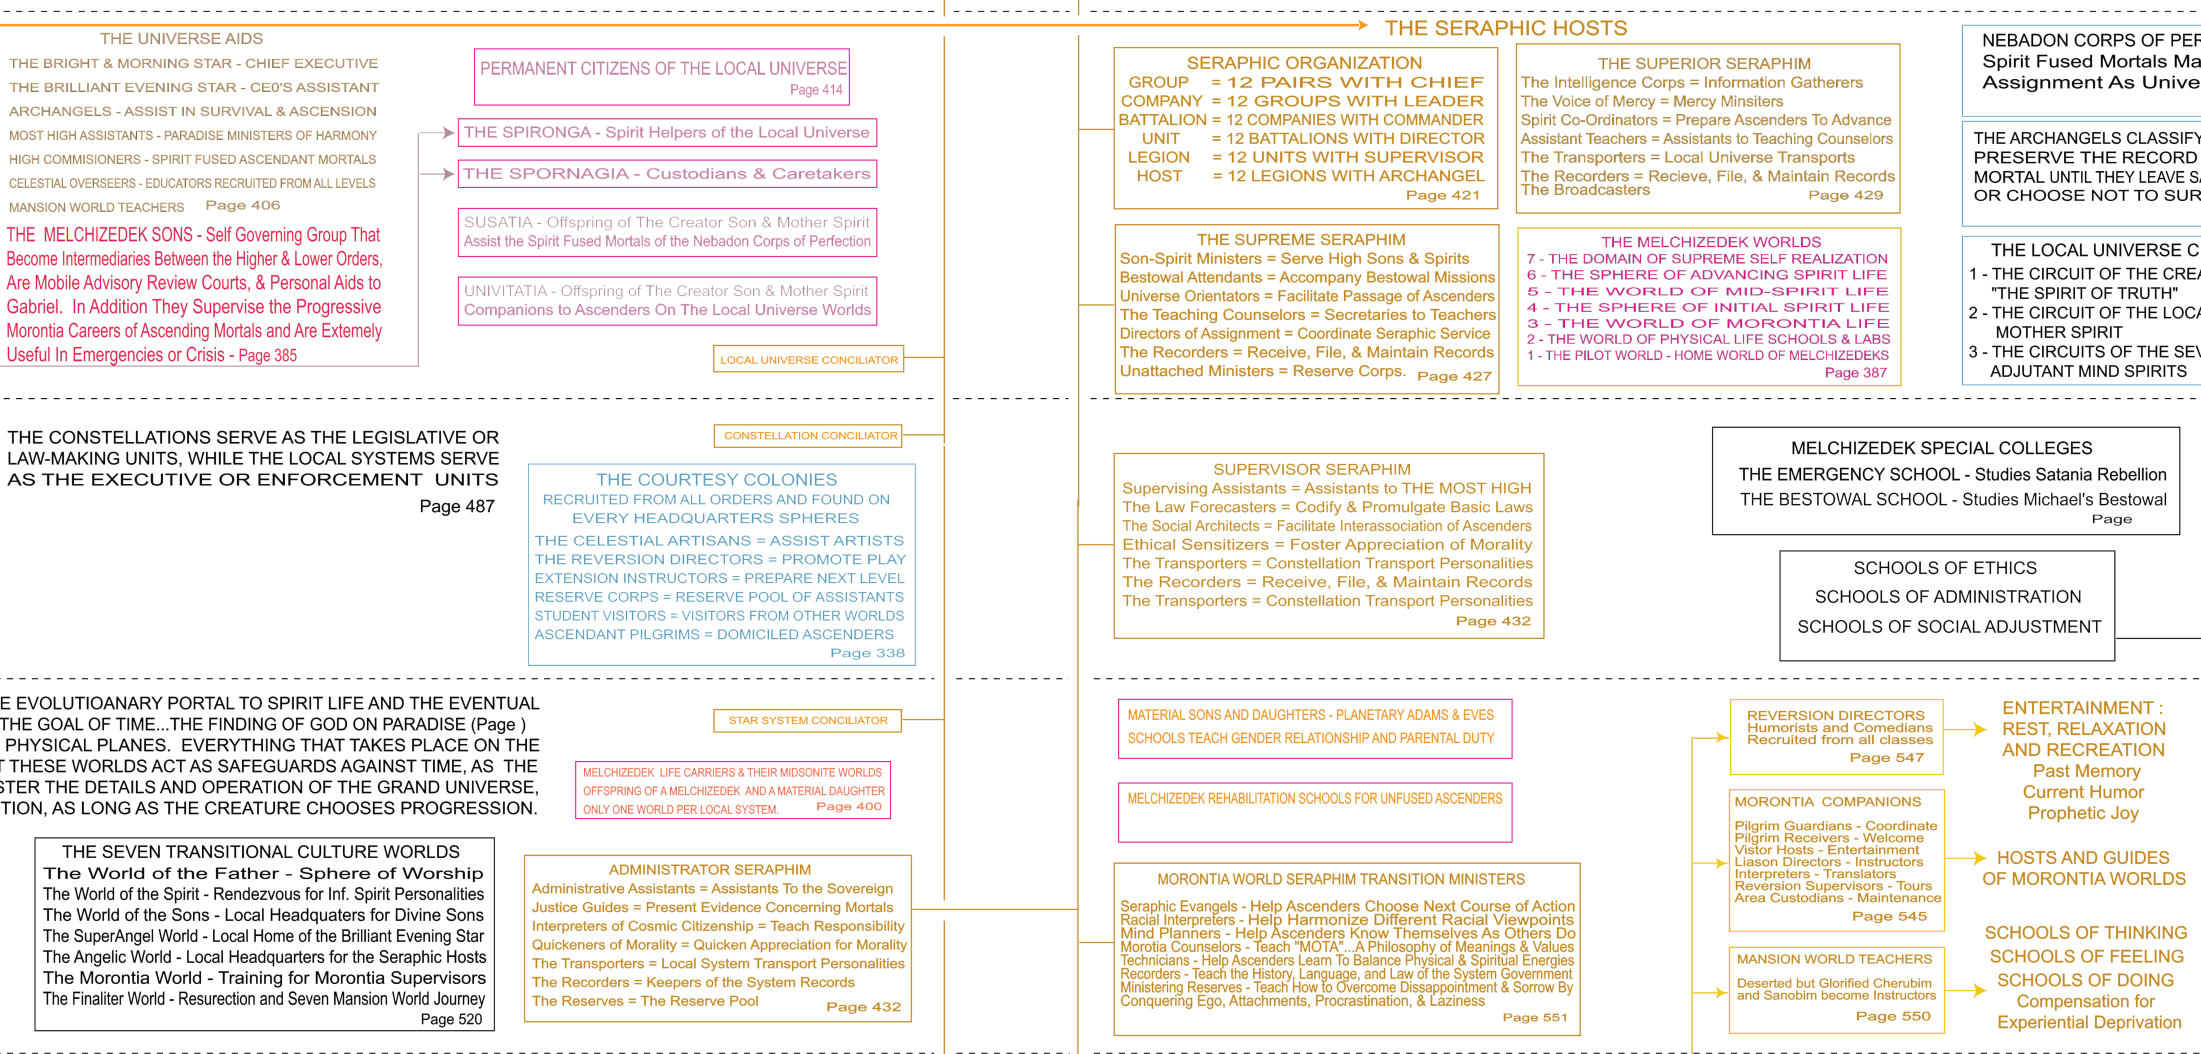 THE SERAPHIC HOSTS
THE UNIVERSE AIDS
THE BRIGHT & MORNING STAR - CHIEF EXECUTIVE
THE BRILLIANT EVENING STAR - CEO'S ASSISTANT
ARCHANGELS - ASSIST IN SURVIVAL & ASCENSION
MOST HIGH ASSISTANTS - PARADISE MINISTERS OF HARMONY
HIGH COMMISIONERS - SPIRIT FUSED ASCENDANT MORTALS
CELESTIAL OVERSEERS - EDUCATORS RECRUITED FROM ALL LEVELS
MANSION WORLD TEACHERS Page 406
THE MELCHIZEDEK SONS - Self Governing Group That
Become Intermediaries Between the Higher & Lower Orders,
Are Mobile Advisory Review Courts, & Personal Aids to
Gabriel. In Addition They Supervise the Progressive
Morontia Careers of Ascending Mortals and Are Extemely
Useful In Emergencies or Crisis - Page 385
PERMANENT CITIZENS OF THE LOCAL UNIVERSE
Page 414
THE SPIRONGA - Spirit Helpers of the Local Universe
THE SPORNAGIA - Custodians & Caretakers
SUSATIA - Offspring of The Creator Son & Mother Spirit
Assist the Spirit Fused Mortals of the Nebadon Corps of Perfection
UNIVITATIA - Offspring of The Creator Son & Mother Spirit
Companions to Ascenders On The Local Universe Worlds
LOCAL UNIVERSE CONCILIATOR
SERAPHIC ORGANIZATION
GROUP = 12 PAIRS WITH CHIEF
COMPANY = 12 GROUPS WITH LEADER
BATTALION = 12 COMPANIES WITH COMMANDER
UNIT = 12 BATTALIONS WITH DIRECTOR
LEGION = 12 UNITS WITH SUPERVISOR
HOST = 12 LEGIONS WITH ARCHANGEL
Page 421
THE SUPERIOR SERAPHIM
The Intelligence Corps = Information Gatherers
The Voice of Mercy = Mercy Minsiters
Spirit Co-Ordinators = Prepare Ascenders To Advance
Assistant Teachers = Assistants to Teaching Counselors
The Transporters = Local Universe Transports
The Recorders = Recieve, File, & Maintain Records
The Broadcasters
Page 429
THE SUPREME SERAPHIM
Son-Spirit Ministers = Serve High Sons & Spirits
Bestowal Attendants = Accompany Bestowal Missions
Universe Orientators = Facilitate Passage of Ascenders
The Teaching Counselors = Secretaries to Teachers
Directors of Assignment = Coordinate Seraphic Service
The Recorders = Receive, File, & Maintain Records
Unattached Ministers = Reserve Corps. Page 427
THE MELCHIZEDEK WORLDS
7 - THE DOMAIN OF SUPREME SELF REALIZATION
6 - THE SPHERE OF ADVANCING SPIRIT LIFE
5 - THE WORLD OF MID-SPIRIT LIFE
4 - THE SPHERE OF INITIAL SPIRIT LIFE
3 - THE WORLD OF MORONTIA LIFE
2 - THE WORLD OF PHYSICAL LIFE SCHOOLS & LABS
1 - THE PILOT WORLD - HOME WORLD OF MELCHIZEDEKS
Page 387
NEBADON CORPS OF PER
Spirit Fused Mortals Ma
Assignment As Unive
THE ARCHANGELS CLASSIFY
PRESERVE THE RECORD
MORTAL UNTIL THEY LEAVE SA
OR CHOOSE NOT TO SUR
THE LOCAL UNIVERSE C
1 - THE CIRCUIT OF THE CREA
"THE SPIRIT OF TRUTH"
2 - THE CIRCUIT OF THE LOCA
MOTHER SPIRIT
3 - THE CIRCUITS OF THE SEV
ADJUTANT MIND SPIRITS
THE CONSTELLATIONS SERVE AS THE LEGISLATIVE OR
LAW-MAKING UNITS, WHILE THE LOCAL SYSTEMS SERVE
AS THE EXECUTIVE OR ENFORCEMENT UNITS
Page 487
CONSTELLATION CONCILIATOR
THE COURTESY COLONIES
RECRUITED FROM ALL ORDERS AND FOUND ON
EVERY HEADQUARTERS SPHERES
THE CELESTIAL ARTISANS = ASSIST ARTISTS
THE REVERSION DIRECTORS = PROMOTE PLAY
EXTENSION INSTRUCTORS = PREPARE NEXT LEVEL
RESERVE CORPS = RESERVE POOL OF ASSISTANTS
STUDENT VISITORS = VISITORS FROM OTHER WORLDS
ASCENDANT PILGRIMS = DOMICILED ASCENDERS
Page 338
SUPERVISOR SERAPHIM
Supervising Assistants = Assistants to THE MOST HIGH
The Law Forecasters = Codify & Promulgate Basic Laws
The Social Architects = Facilitate Interassociation of Ascenders
Ethical Sensitizers = Foster Appreciation of Morality
The Transporters = Constellation Transport Personalities
The Recorders = Receive, File, & Maintain Records
The Transporters = Constellation Transport Personalities
Page 432
MELCHIZEDEK SPECIAL COLLEGES
THE EMERGENCY SCHOOL - Studies Satania Rebellion
THE BESTOWAL SCHOOL - Studies Michael's Bestowal
Page
SCHOOLS OF ETHICS
SCHOOLS OF ADMINISTRATION
SCHOOLS OF SOCIAL ADJUSTMENT
E EVOLUTIOANARY PORTAL TO SPIRIT LIFE AND THE EVENTUAL
THE GOAL OF TIME...THE FINDING OF GOD ON PARADISE (Page )
PHYSICAL PLANES. EVERYTHING THAT TAKES PLACE ON THE
T THESE WORLDS ACT AS SAFEGUARDS AGAINST TIME, AS THE
STER THE DETAILS AND OPERATION OF THE GRAND UNIVERSE,
TION, AS LONG AS THE CREATURE CHOOSES PROGRESSION.
STAR SYSTEM CONCILIATOR
MELCHIZEDEK LIFE CARRIERS & THEIR MIDSONITE WORLDS
OFFSPRING OF A MELCHIZEDEK AND A MATERIAL DAUGHTER
ONLY ONE WORLD PER LOCAL SYSTEM. Page 400
THE SEVEN TRANSITIONAL CULTURE WORLDS
The World of the Father - Sphere of Worship
The World of the Spirit - Rendezvous for Inf. Spirit Personalities
The World of the Sons - Local Headquaters for Divine Sons
The SuperAngel World - Local Home of the Brilliant Evening Star
The Angelic World - Local Headquarters for the Seraphic Hosts
The Morontia World - Training for Morontia Supervisors
The Finaliter World - Resurection and Seven Mansion World Journey
Page 520
ADMINISTRATOR SERAPHIM
Administrative Assistants = Assistants To the Sovereign
Justice Guides = Present Evidence Concerning Mortals
Interpreters of Cosmic Citizenship = Teach Responsibility
Quickeners of Morality = Quicken Appreciation for Morality
The Transporters = Local System Transport Personalities
The Recorders = Keepers of the System Records
The Reserves = The Reserve Pool
Page 432
MATERIAL SONS AND DAUGHTERS - PLANETARY ADAMS & EVES
SCHOOLS TEACH GENDER RELATIONSHIP AND PARENTAL DUTY
MELCHIZEDEK REHABILITATION SCHOOLS FOR UNFUSED ASCENDERS
MORONTIA WORLD SERAPHIM TRANSITION MINISTERS
Seraphic Evangels - Help Ascenders Choose Next Course of Action
Racial Interpreters - Help Harmonize Different Racial Viewpoints
Mind Planners - Help Ascenders Know Themselves As Others Do
Morotia Counselors - Teach "MOTA"...A Philosophy of Meanings & Values
Technicians - Help Ascenders Learn To Balance Physical & Spiritual Energies
Recorders - Teach the History, Language, and Law of the System Government
Ministering Reserves - Teach How to Overcome Dissappointment & Sorrow By
Conquering Ego, Attachments, Procrastination, & Laziness
Page 551
REVERSION DIRECTORS
Humorists and Comedians
Recruited from all classes
Page 547
ENTERTAINMENT :
REST, RELAXATION
AND RECREATION
Past Memory
Current Humor
Prophetic Joy
MORONTIA COMPANIONS
Pilgrim Guardians - Coordinate
Pilgrim Receivers - Welcome
Vistor Hosts - Entertainment
Liason Directors - Instructors
Interpreters - Translators
Reversion Supervisors - Tours
Area Custodians - Maintenance
Page 545
HOSTS AND GUIDES
OF MORONTIA WORLDS
MANSION WORLD TEACHERS
Deserted but Glorified Cherubim
and Sanobim become Instructors
Page 550
SCHOOLS OF THINKING
SCHOOLS OF FEELING
SCHOOLS OF DOING
Compensation for
Experiential Deprivation